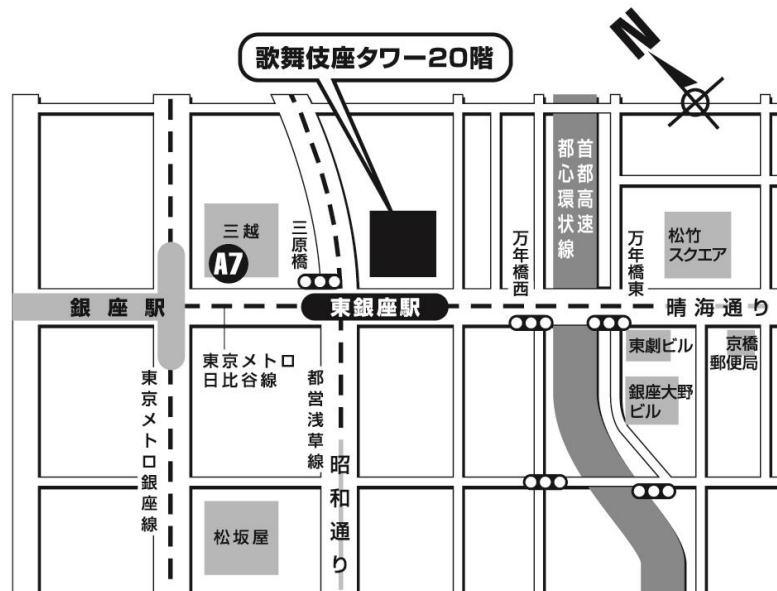 歌舞伎座タワー20階
N
首都高速
都心環状線
三越
A7
三原橋
万年橋西
万年橋東
松竹
スクエア
銀座駅
東銀座駅
晴海通り
東京メトロ
日比谷線
東劇ビル
京橋
郵便局
銀座大野
ビル
東京メトロ銀座線
都営浅草線
昭和通り
松坂屋